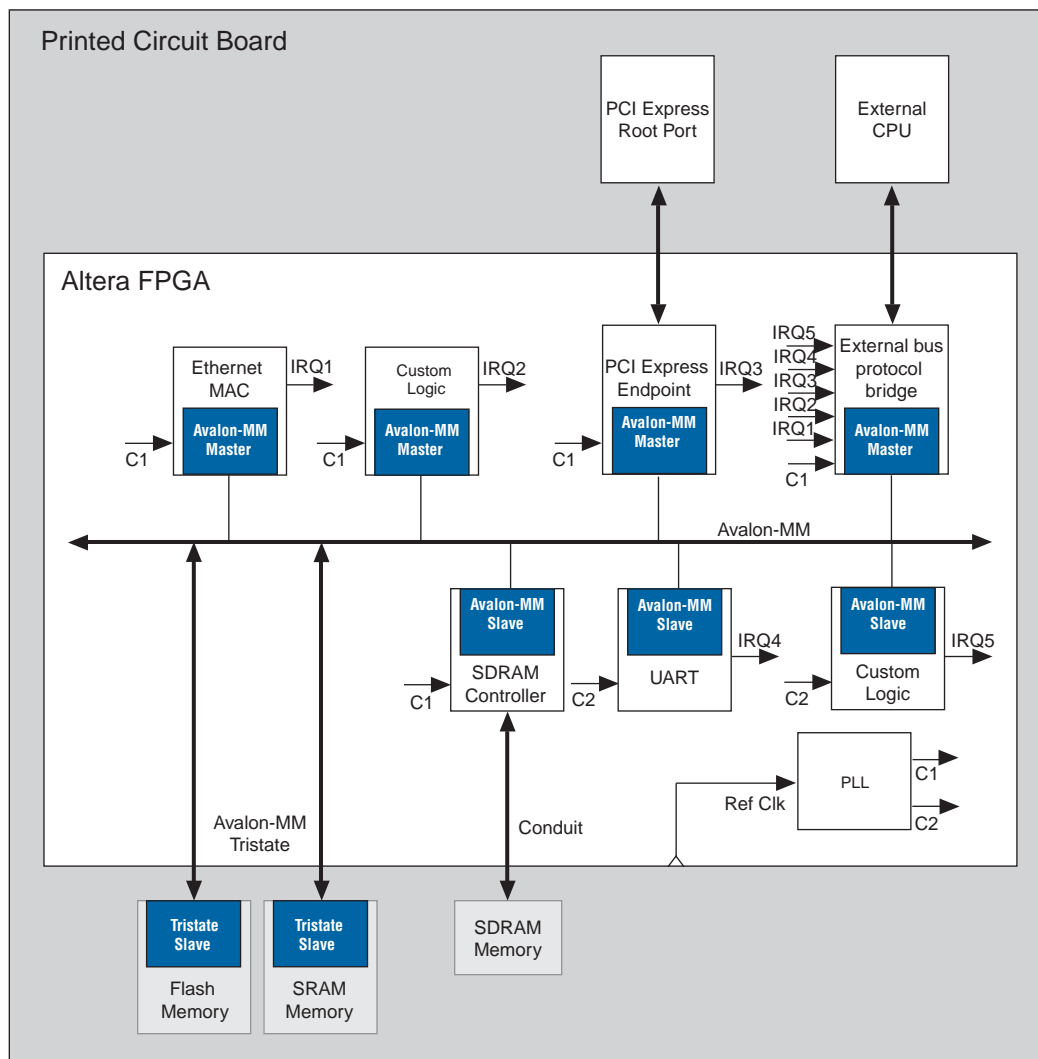 Printed Circuit Board
PCI Express
Root Port
External
CPU
Altera FPGA
Ethernet
MAC
Avalon-MM
Master
IRQ1
C1
Custom
Logic
Avalon-MM
Master
IRQ2
C1
PCI Express
Endpoint
Avalon-MM
Master
IRQ3
C1
IRQ5
IRQ4
IRQ3
IRQ2
IRQ1
C1
External bus
protocol
bridge
Avalon-MM
Master
Avalon-MM
Avalon-MM
Slave
SDRAM
Controller
C1
Avalon-MM
Slave
UART
IRQ4
C2
Avalon-MM
Slave
Custom
Logic
IRQ5
C2
PLL
C1
C2
Ref Clk
Avalon-MM
Tristate
Conduit
Tristate
Slave
Flash
Memory
Tristate
Slave
SRAM
Memory
SDRAM
Memory